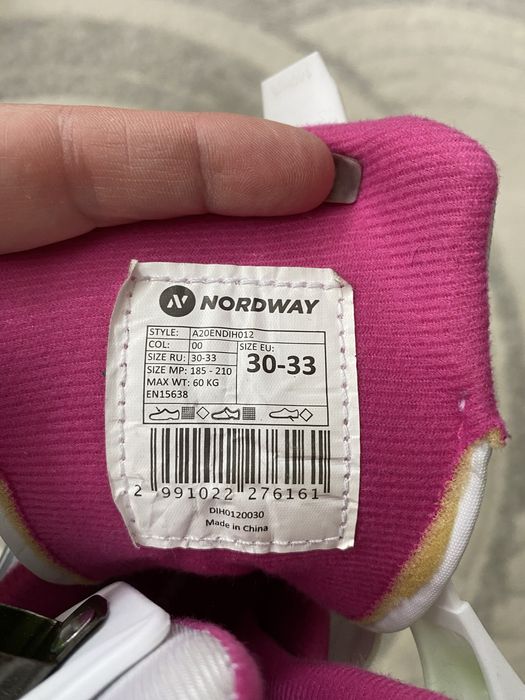 NORDWAY
STYLE: A20ENDIH012
COL: 00
SIZE EU:
SIZE RU: 30-33
30-33
SIZE MP: 185 - 210
MAX WT: 60 KG
EN15638
2 991022 276161
DIH0120030
Made in China